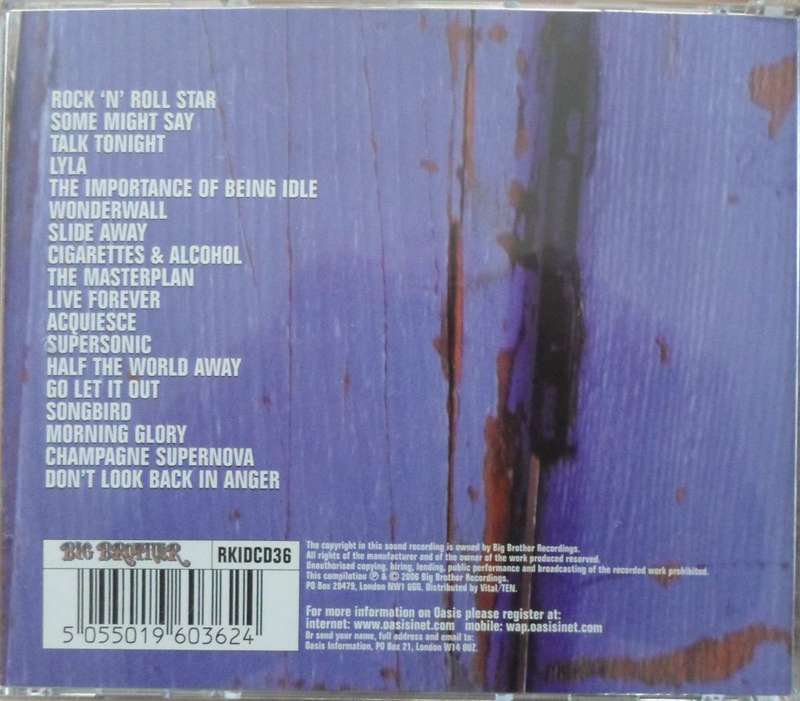 ROCK 'N' ROLL STAR
SOME MIGHT SAY
TALK TONIGHT
LYLA
THE IMPORTANCE OF BEING IDLE
WONDERWALL
SLIDE AWAY
CIGARETTES & ALCOHOL
THE MASTERPLAN
LIVE FOREVER
ACQUIESCE
SUPERSONIC
HALF THE WORLD AWAY
GO LET IT OUT
SONGBIRD
MORNING GLORY
CHAMPAGNE SUPERNOVA
DON'T LOOK BACK IN ANGER
BIG BROTHER
RKIDCD36
5 055019 603624
The copyright in this sound recording is owned by Big Brother Recordings.
All rights of the manufacturer and of the owner of the work produced reserved.
Unauthorised copying, hiring, lending, public performance and broadcasting of the recorded work prohibited.
This compilation Ⓟ & © 2006 Big Brother Recordings.
PO Box 29479, London NW1 6GG. Distributed by Vital/TEN.
For more information on Oasis please register at:
internet: www.oasisinet.com mobile: wap.oasisinet.com
Or send your name, full address and email to:
Oasis Information, PO Box 21, London W14 0UZ.